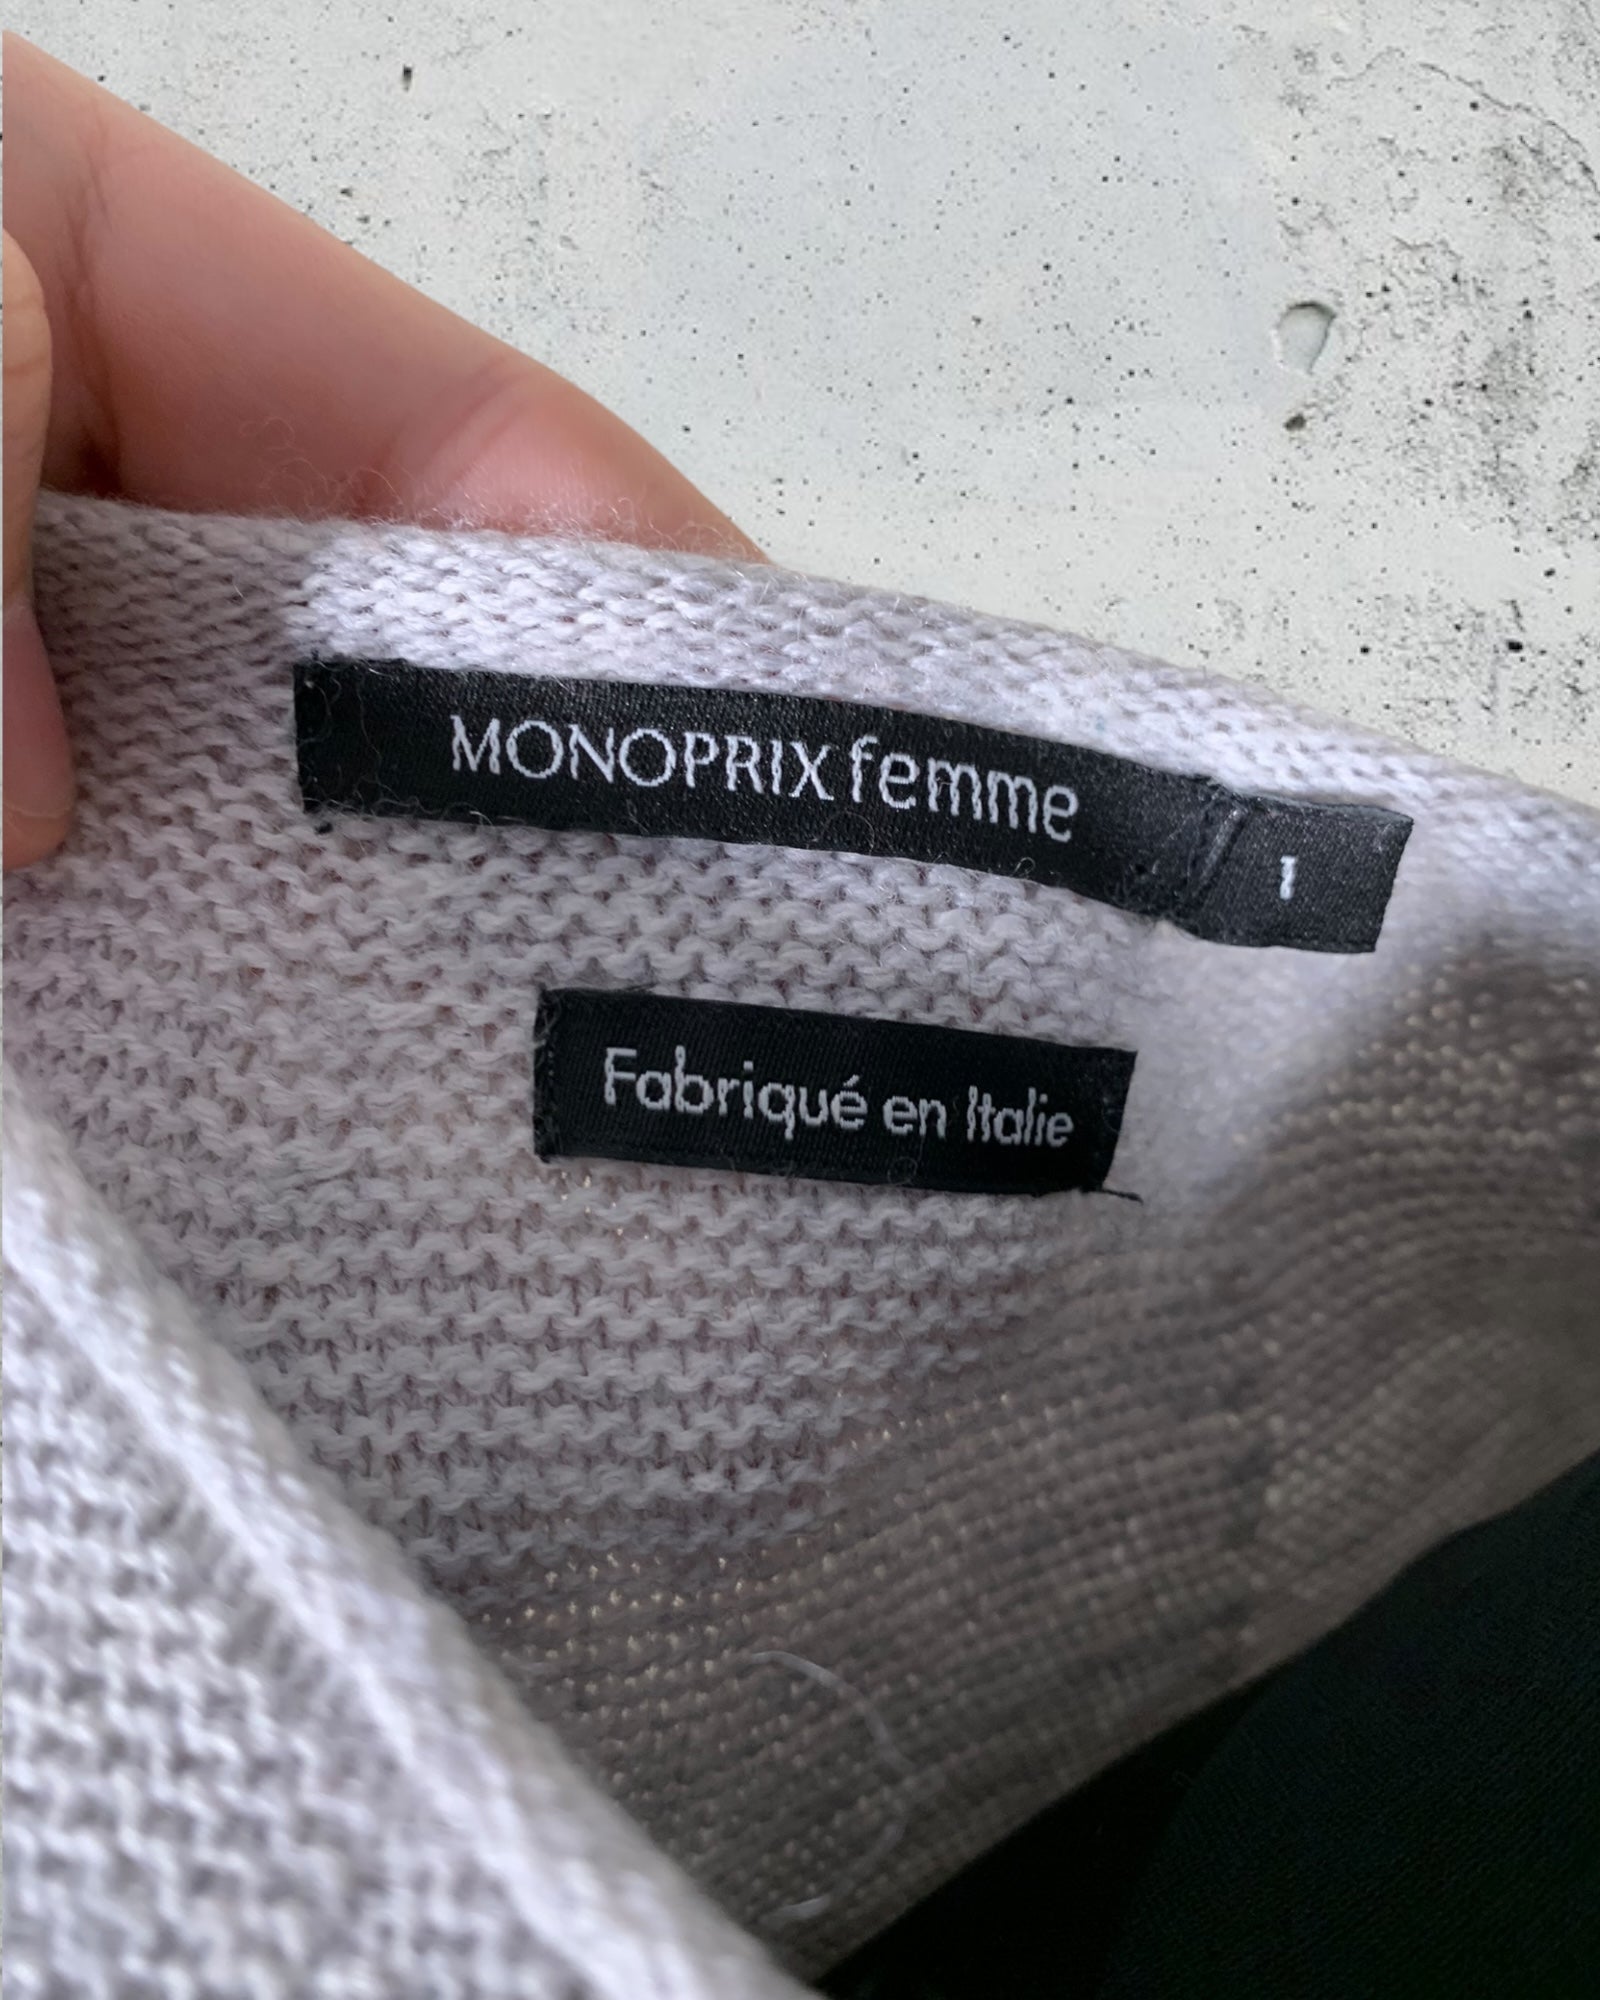 MONOPRIX femme
1
Fabriqué en Italie